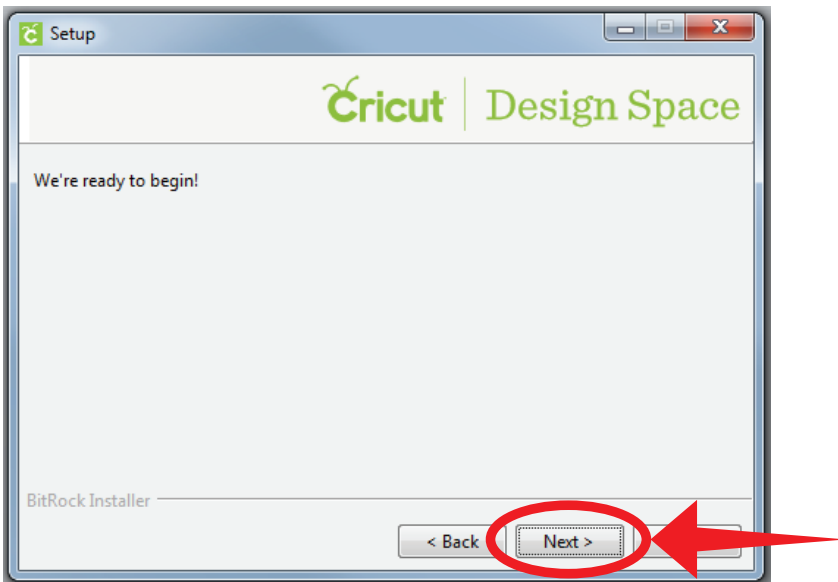 Setup
Cricut Design Space
We're ready to begin!
BitRock Installer
< Back Next >